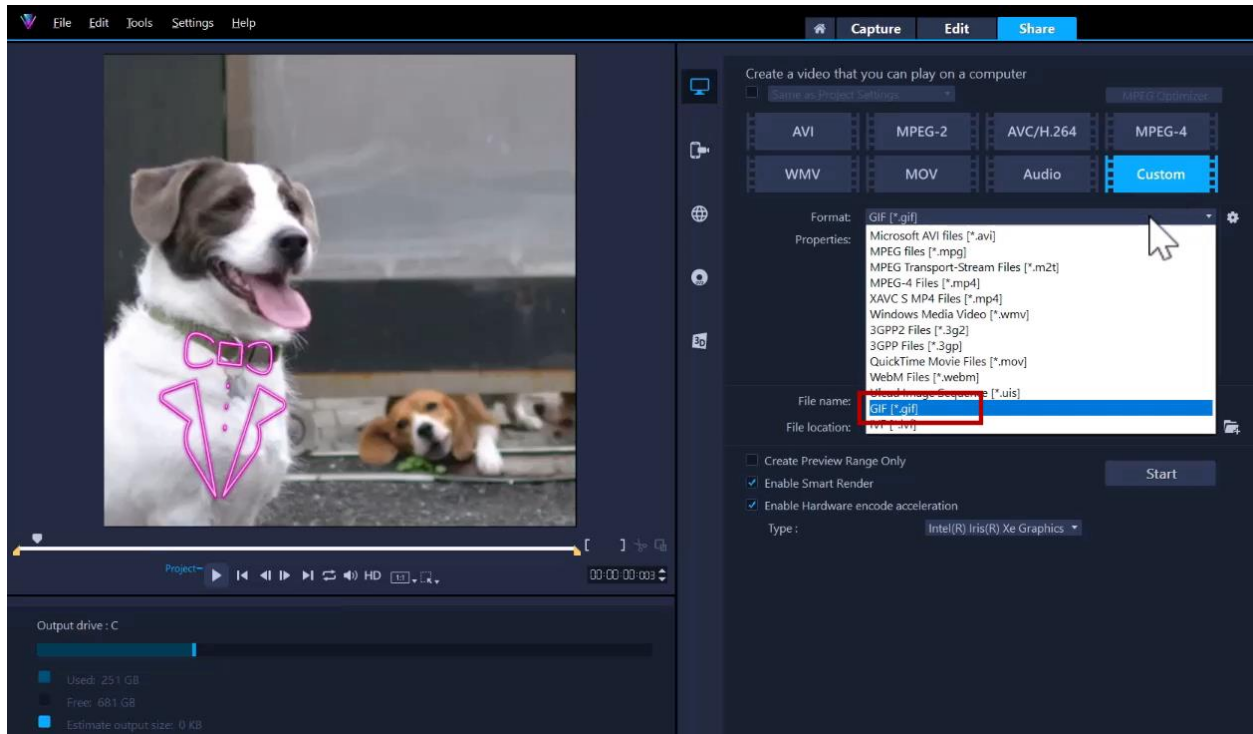 File Edit Tools Settings Help
Capture Edit Share
Create a video that you can play on a computer
Same as Project Settings
MPEG Optimizer
AVI MPEG-2 AVC/H.264 MPEG-4
WMV MOV Audio Custom
Format: GIF [*.gif]
Properties:
Microsoft AVI files [*.avi]
MPEG files [*.mpg]
MPEG Transport-Stream Files [*.m2t]
MPEG-4 Files [*.mp4]
XAVC S MP4 Files [*.mp4]
Windows Media Video [*.wmv]
3GPP2 Files [*.3g2]
3GPP Files [*.3gp]
QuickTime Movie Files [*.mov]
WebM Files [*.webm]
Ulead Image Sequence [*.uis]
File name:
GIF [*.gif]
File location:
IVF [*.ivf]
3D
Create Preview Range Only
Start
Enable Smart Render
Enable Hardware encode acceleration
Type : Intel(R) Iris(R) Xe Graphics
Project
HD 1:1 00:00:00:003
Output drive : C
Used: 251 GB
Free: 681 GB
Estimate output size: 0 KB